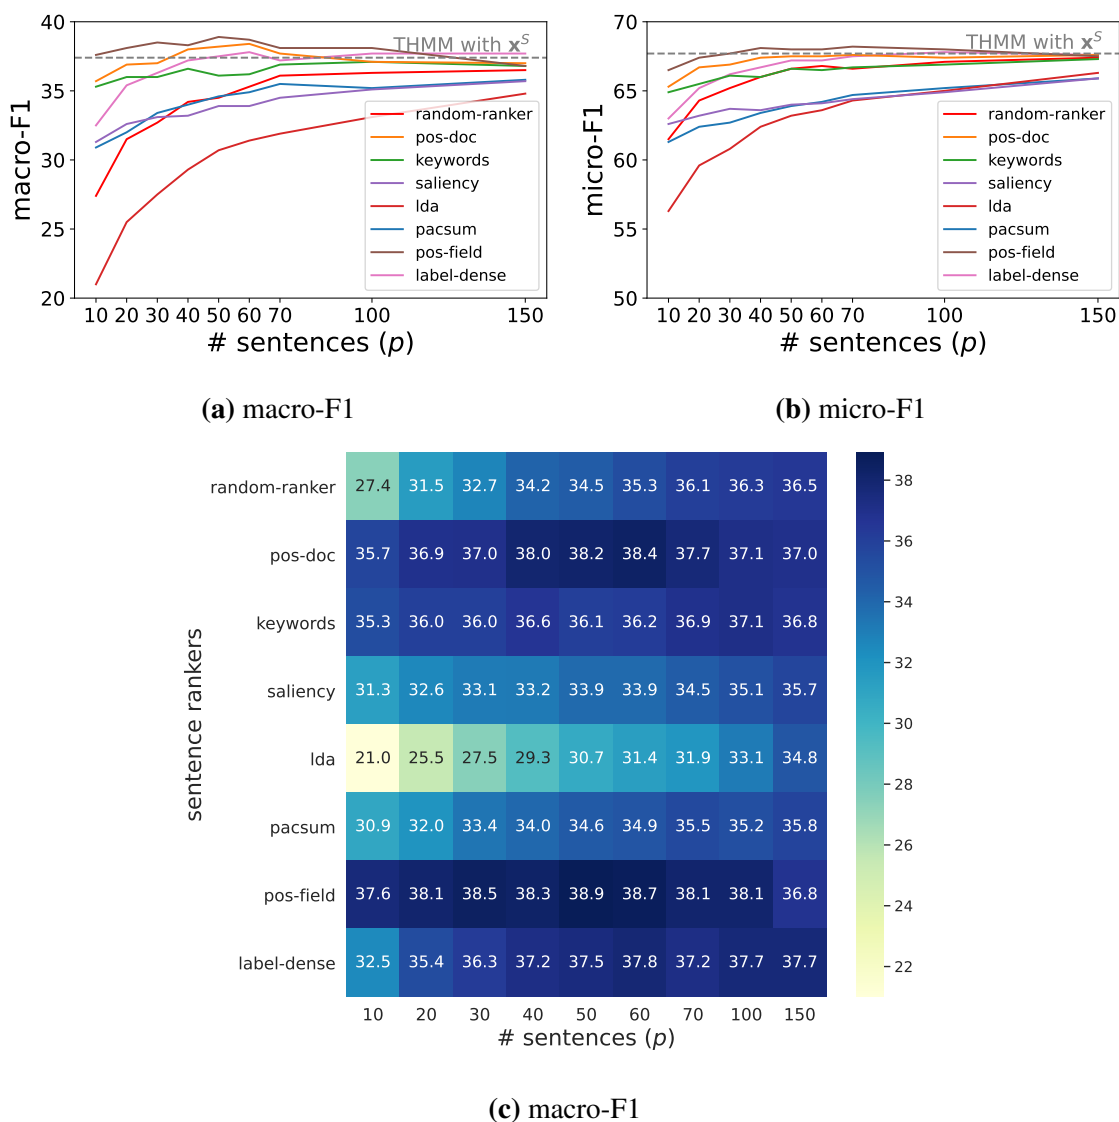 40
35
30
25
20
macro-F1
THMM with x^S
random-ranker
pos-doc
keywords
saliency
lda
pacsum
pos-field
label-dense
10 20 30 40 50 60 70 100 150
# sentences (p)
(a) macro-F1
70
65
60
55
50
micro-F1
THMM with x^S
random-ranker
pos-doc
keywords
saliency
lda
pacsum
pos-field
label-dense
10 20 30 40 50 60 70 100 150
# sentences (p)
(b) micro-F1
sentence rankers
random-ranker 27.4 31.5 32.7 34.2 34.5 35.3 36.1 36.3 36.5
pos-doc 35.7 36.9 37.0 38.0 38.2 38.4 37.7 37.1 37.0
keywords 35.3 36.0 36.0 36.6 36.1 36.2 36.9 37.1 36.8
saliency 31.3 32.6 33.1 33.2 33.9 33.9 34.5 35.1 35.7
lda 21.0 25.5 27.5 29.3 30.7 31.4 31.9 33.1 34.8
pacsum 30.9 32.0 33.4 34.0 34.6 34.9 35.5 35.2 35.8
pos-field 37.6 38.1 38.5 38.3 38.9 38.7 38.1 38.1 36.8
label-dense 32.5 35.4 36.3 37.2 37.5 37.8 37.2 37.7 37.7
10 20 30 40 50 60 70 100 150
# sentences (p)
38
36
34
32
30
28
26
24
22
(c) macro-F1